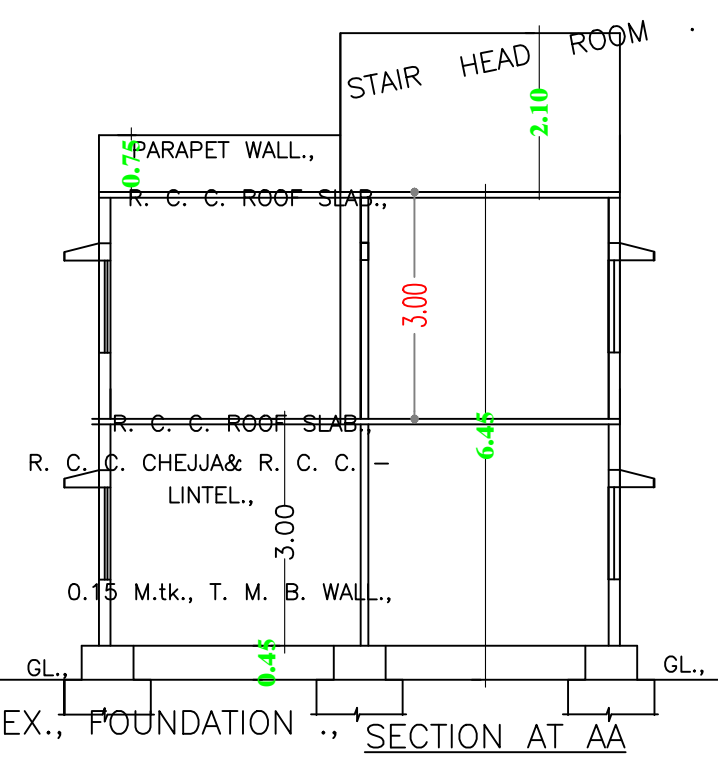 STAIR HEAD ROOM
2.10
0.75
PARAPET WALL.,
R. C. C. ROOF SLAB.,
3.00
R. C. C. ROOF SLAB.,
6.45
R. C. C. CHEJJA& R. C. C. –
LINTEL.,
3.00
0.15 M.tk., T. M. B. WALL.,
0.45
GL.,
GL.,
EX., FOUNDATION .,
SECTION AT AA